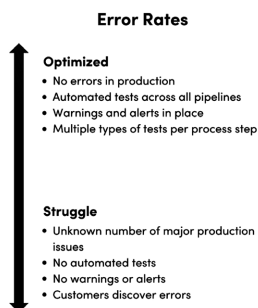 Error Rates
Optimized
• No errors in production
• Automated tests across all pipelines
• Warnings and alerts in place
• Multiple types of tests per process step
Struggle
• Unknown number of major production
issues
• No automated tests
• No warnings or alerts
• Customers discover errors